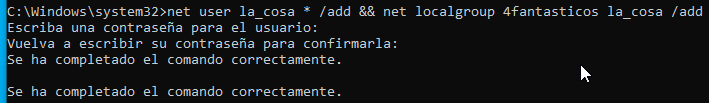 C:\Windows\system32>net user la_cosa * /add && net localgroup 4fantasticos la_cosa /add
Escriba una contraseña para el usuario:
Vuelva a escribir su contraseña para confirmarla:
Se ha completado el comando correctamente.
Se ha completado el comando correctamente.